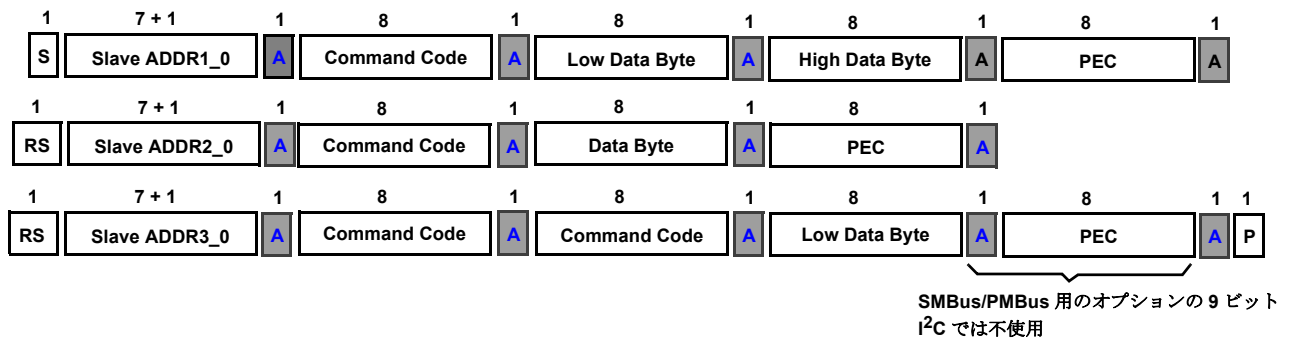 1 7 + 1 1 8 1 8 1 8 1 8 1
S Slave ADDR1_0 A Command Code A Low Data Byte A High Data Byte A PEC A
1 7 + 1 1 8 1 8 1 8 1
RS Slave ADDR2_0 A Command Code A Data Byte A PEC A
1 7 + 1 1 8 1 8 1 8 1 8 1 1
RS Slave ADDR3_0 A Command Code A Command Code A Low Data Byte A PEC A P
SMBus/PMBus 用のオプションの 9 ビット
I²C では不使用